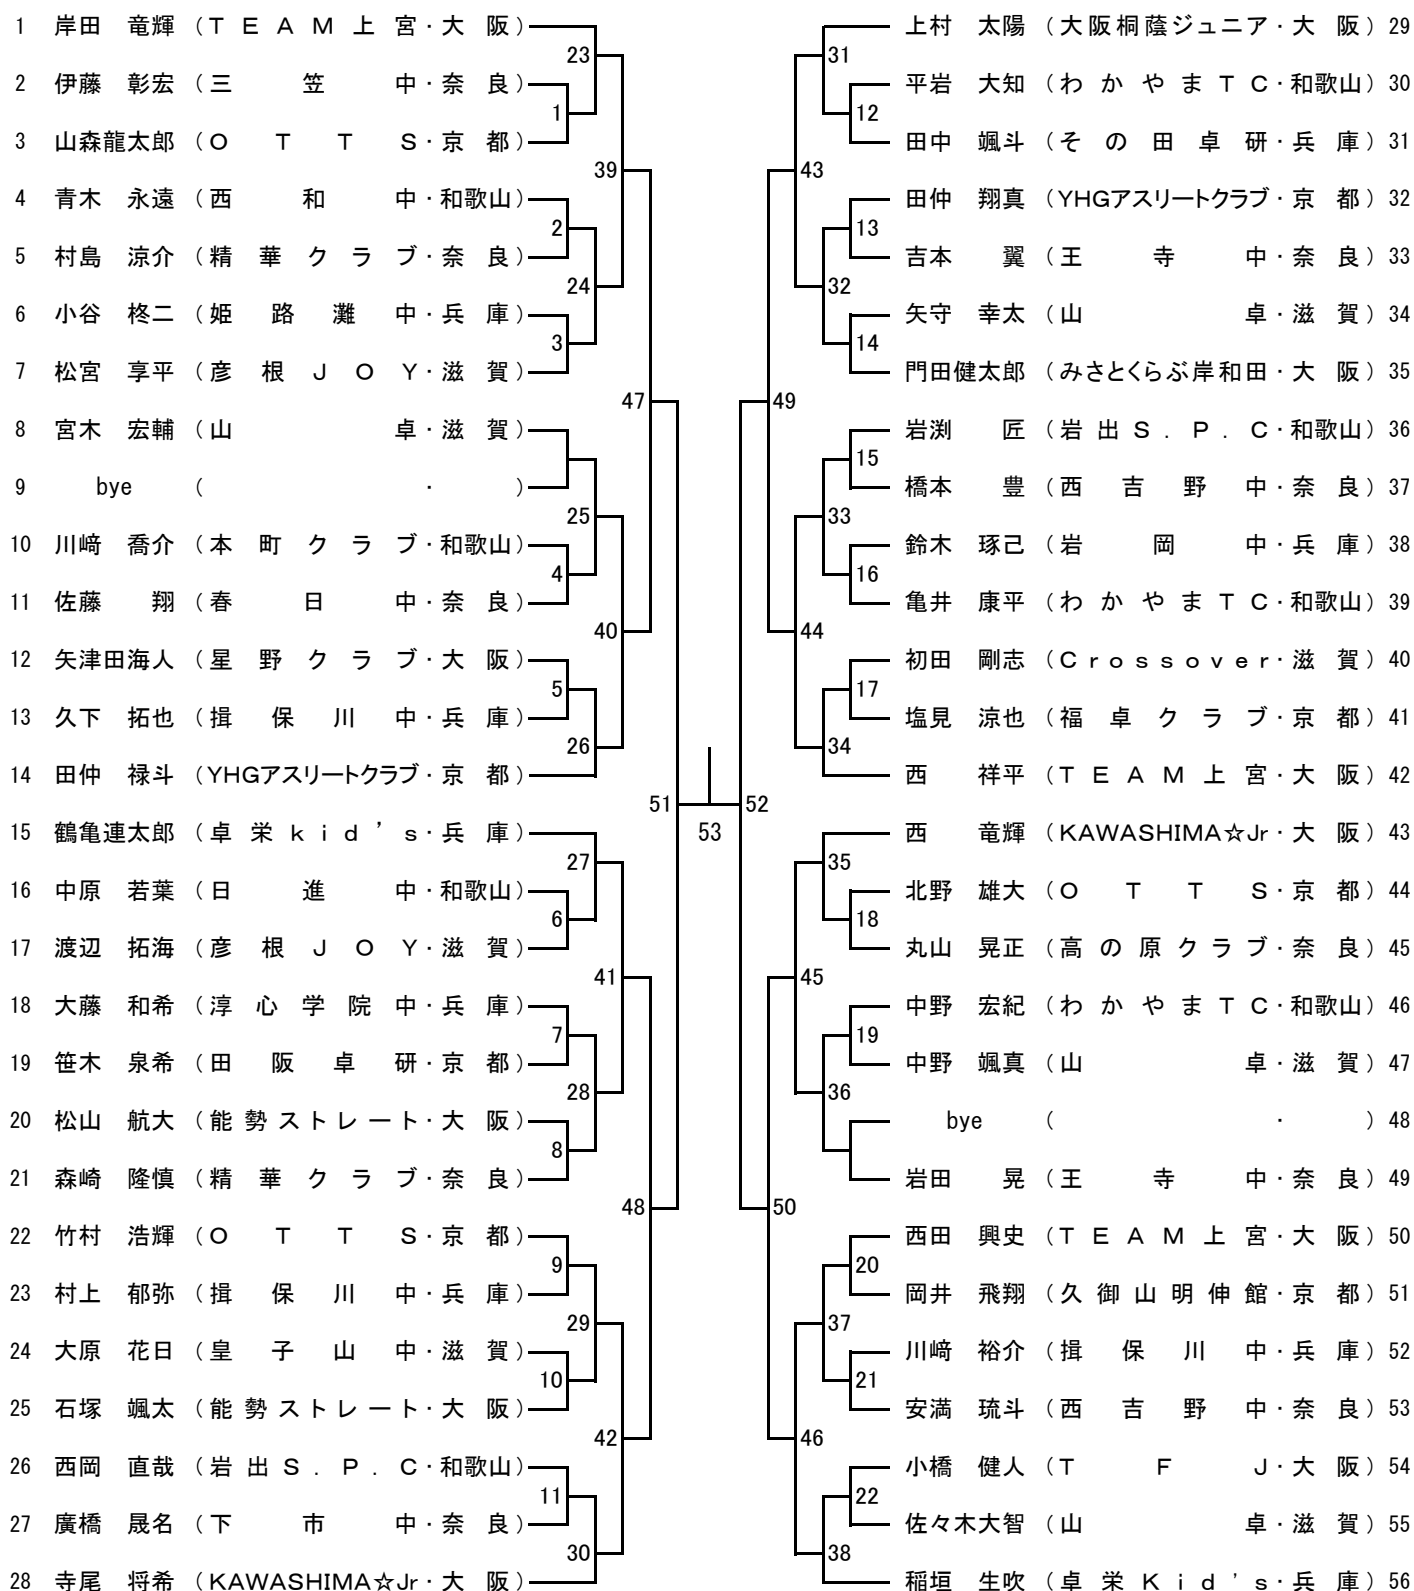 1 岸田 竜輝 (TEAM上宮・大阪)
23
2 伊藤 彰宏 (三笠中・奈良)
1
3 山森龍太郎 (OTTS・京都)
39
4 青木 永遠 (西和中・和歌山)
2
5 村島 涼介 (精華クラブ・奈良)
24
6 小谷 柊二 (姫路灘中・兵庫)
3
7 松宮 享平 (彦根JOY・滋賀)
47
8 宮木 宏輔 (山卓・滋賀)
9 bye ( ・ )
25
10 川﨑 喬介 (本町クラブ・和歌山)
4
11 佐藤 翔 (春日中・奈良)
40
12 矢津田海人 (星野クラブ・大阪)
5
13 久下 拓也 (揖保川中・兵庫)
26
14 田仲 禄斗 (YHGアスリートクラブ・京都)
51
15 鶴亀連太郎 (卓栄kid's・兵庫)
27
16 中原 若葉 (日進中・和歌山)
6
17 渡辺 拓海 (彦根JOY・滋賀)
41
18 大藤 和希 (淳心学院中・兵庫)
7
19 笹木 泉希 (田阪卓研・京都)
28
20 松山 航大 (能勢ストレート・大阪)
8
21 森崎 隆慎 (精華クラブ・奈良)
48
22 竹村 浩輝 (OTTS・京都)
9
23 村上 郁弥 (揖保川中・兵庫)
29
24 大原 花日 (皇子山中・滋賀)
10
25 石塚 颯太 (能勢ストレート・大阪)
42
26 西岡 直哉 (岩出S.P.C・和歌山)
11
27 廣橋 晟名 (下市中・奈良)
30
28 寺尾 将希 (KAWASHIMA☆Jr・大阪)
53
上村 太陽 (大阪桐蔭ジュニア・大阪) 29
31
平岩 大知 (わかやまTC・和歌山) 30
12
田中 颯斗 (その田卓研・兵庫) 31
43
田仲 翔真 (YHGアスリートクラブ・京都) 32
13
吉本 翼 (王寺中・奈良) 33
32
矢守 幸太 (山卓・滋賀) 34
14
門田健太郎 (みさとくらぶ岸和田・大阪) 35
49
岩渕 匠 (岩出S.P.C・和歌山) 36
15
橋本 豊 (西吉野中・奈良) 37
33
鈴木 琢己 (岩岡中・兵庫) 38
16
亀井 康平 (わかやまTC・和歌山) 39
44
初田 剛志 (Crossover・滋賀) 40
17
塩見 涼也 (福卓クラブ・京都) 41
34
西 祥平 (TEAM上宮・大阪) 42
52
西 竜輝 (KAWASHIMA☆Jr・大阪) 43
35
北野 雄大 (OTTS・京都) 44
18
丸山 晃正 (高の原クラブ・奈良) 45
45
中野 宏紀 (わかやまTC・和歌山) 46
19
中野 颯真 (山卓・滋賀) 47
36
bye ( ・ ) 48
岩田 晃 (王寺中・奈良) 49
50
西田 興史 (TEAM上宮・大阪) 50
20
岡井 飛翔 (久御山明伸館・京都) 51
37
川﨑 裕介 (揖保川中・兵庫) 52
21
安満 琉斗 (西吉野中・奈良) 53
46
小橋 健人 (TFJ・大阪) 54
22
佐々木大智 (山卓・滋賀) 55
38
稲垣 生吹 (卓栄Kid's・兵庫) 56